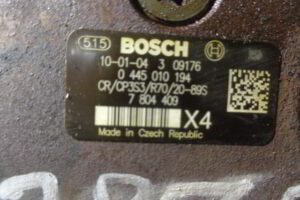 515 BOSCH
10-01-04 3 09176
0 445 010 194
CR/CP3S3/R70/20-89S
7 804 409
X4
Made in Czech Republic